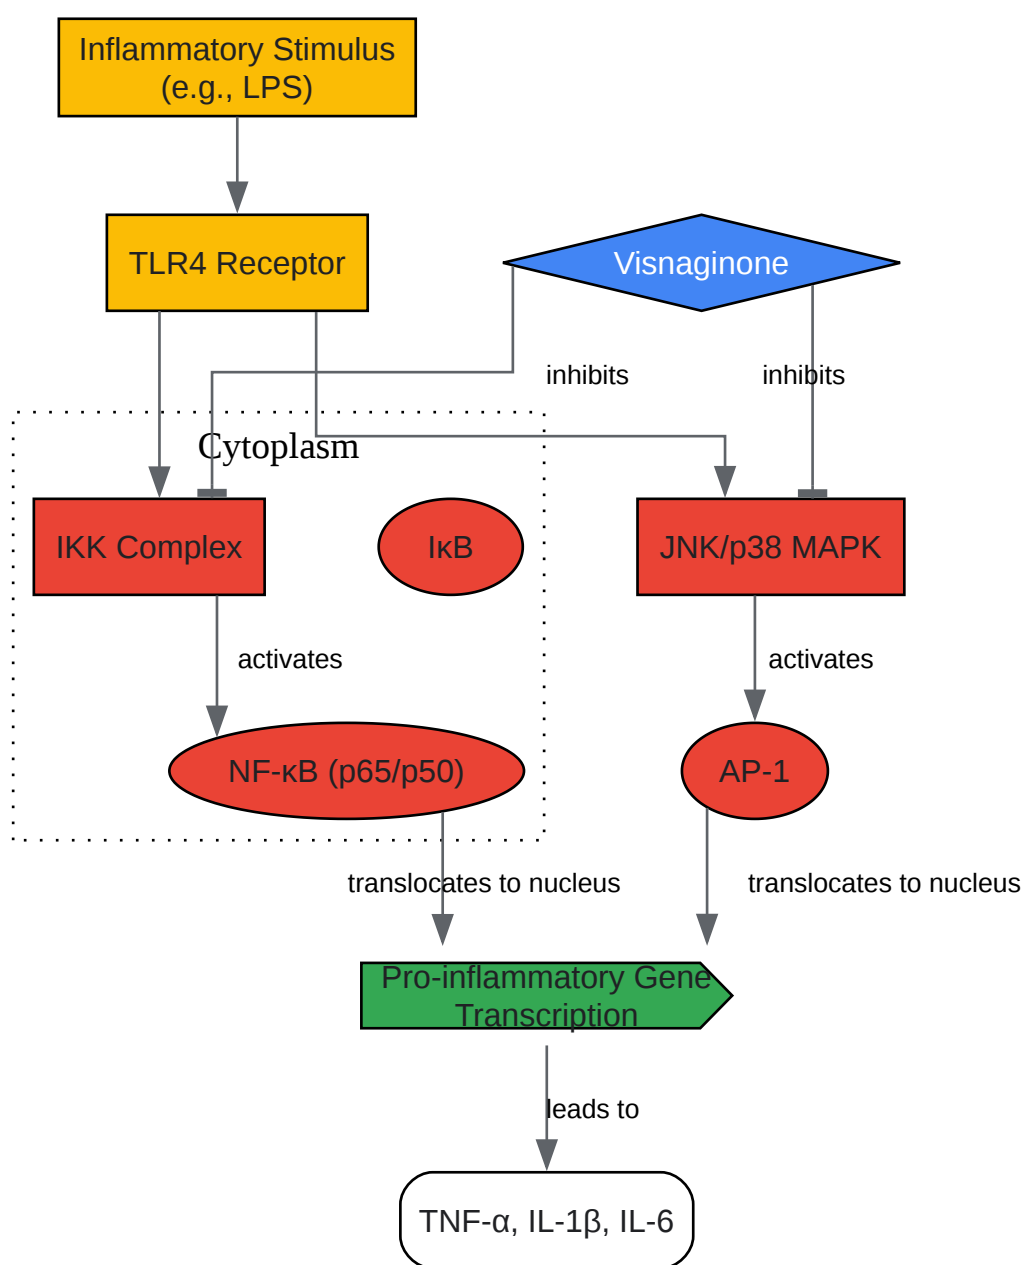 Inflammatory Stimulus
(e.g., LPS)
TLR4 Receptor
Visnaginone
inhibits
inhibits
Cytoplasm
IKK Complex
IκB
JNK/p38 MAPK
activates
activates
NF-κB (p65/p50)
AP-1
translocates to nucleus
translocates to nucleus
Pro-inflammatory Gene
Transcription
leads to
TNF-α, IL-1β, IL-6